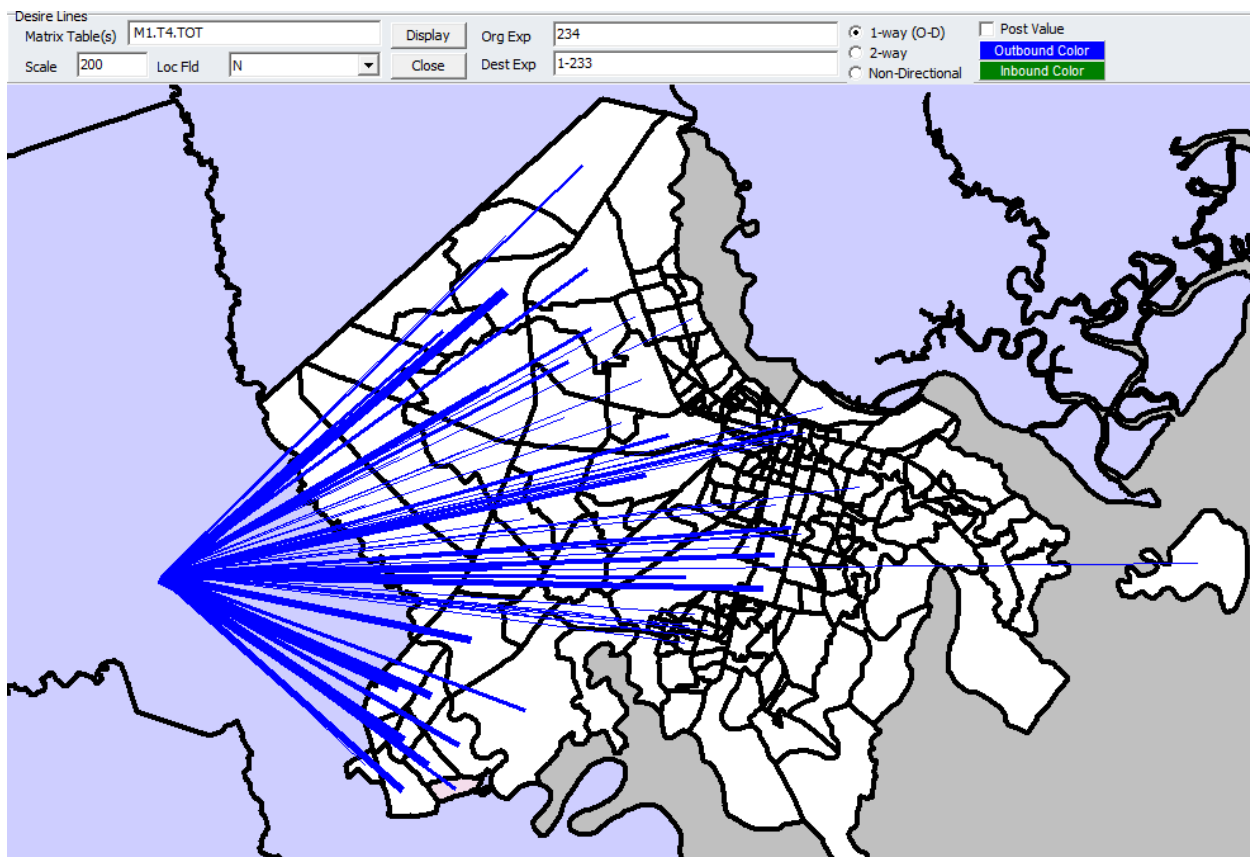 Desire Lines
Matrix Table(s) M1.T4.TOT Display Org Exp 234 1-way (O-D) Post Value
2-way Outbound Color
Scale 200 Loc Fld N Close Dest Exp 1-233 Non-Directional Inbound Color